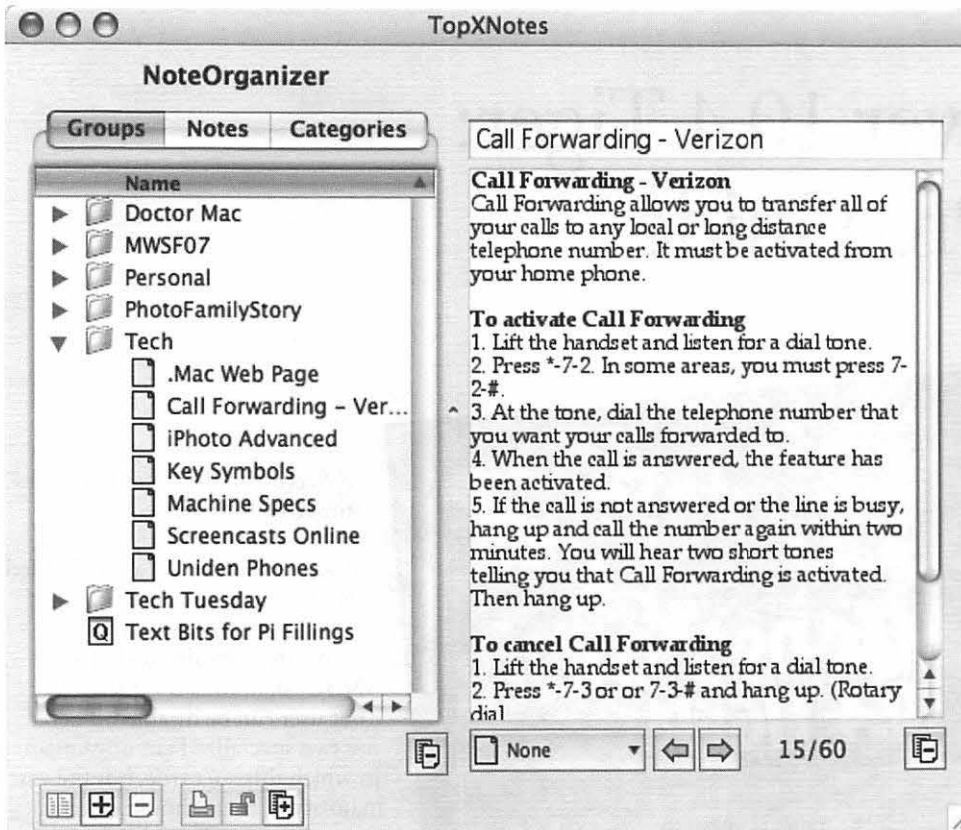 TopXNotes
NoteOrganizer
Groups Notes Categories
Name
Doctor Mac
MWSF07
Personal
PhotoFamilyStory
Tech
.Mac Web Page
Call Forwarding – Ver...
iPhoto Advanced
Key Symbols
Machine Specs
Screencasts Online
Uniden Phones
Tech Tuesday
Q Text Bits for Pi Fillings
Call Forwarding - Verizon
Call Forwarding - Verizon
Call Forwarding allows you to transfer all of
your calls to any local or long distance
telephone number. It must be activated from
your home phone.
To activate Call Forwarding
1. Lift the handset and listen for a dial tone.
2. Press *-7-2. In some areas, you must press 7-
2-#.
3. At the tone, dial the telephone number that
you want your calls forwarded to.
4. When the call is answered, the feature has
been activated.
5. If the call is not answered or the line is busy,
hang up and call the number again within two
minutes. You will hear two short tones
telling you that Call Forwarding is activated.
Then hang up.
To cancel Call Forwarding
1. Lift the handset and listen for a dial tone.
2. Press *-7-3 or or 7-3-# and hang up. (Rotary
dial
None
15/60